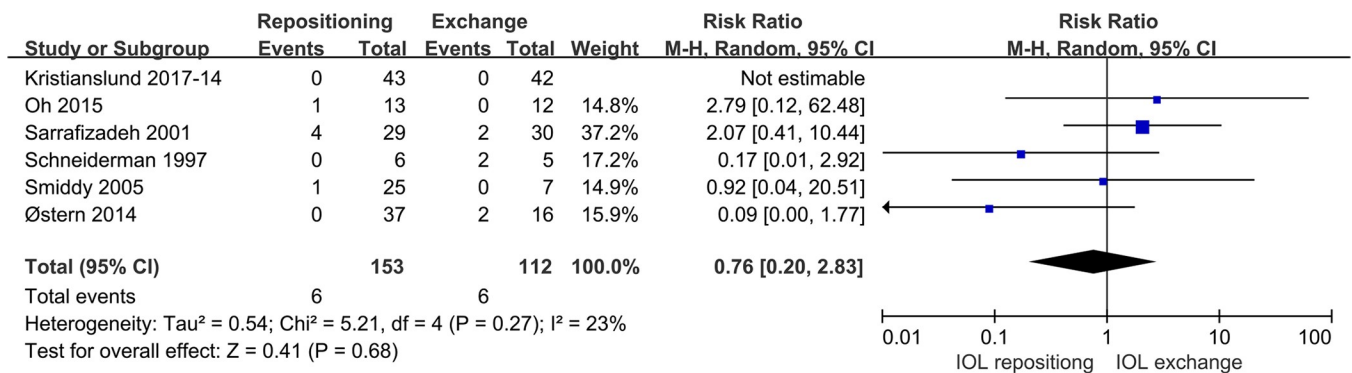 Repositioning Exchange Risk Ratio Risk Ratio
Study or Subgroup Events Total Events Total Weight M-H, Random, 95% CI M-H, Random, 95% CI
Kristianslund 2017-14 0 43 0 42 Not estimable
Oh 2015 1 13 0 12 14.8% 2.79 [0.12, 62.48]
Sarrafizadeh 2001 4 29 2 30 37.2% 2.07 [0.41, 10.44]
Schneiderman 1997 0 6 2 5 17.2% 0.17 [0.01, 2.92]
Smiddy 2005 1 25 0 7 14.9% 0.92 [0.04, 20.51]
Østern 2014 0 37 2 16 15.9% 0.09 [0.00, 1.77]
Total (95% CI) 153 112 100.0% 0.76 [0.20, 2.83]
Total events 6 6
Heterogeneity: Tau² = 0.54; Chi² = 5.21, df = 4 (P = 0.27); I² = 23%
Test for overall effect: Z = 0.41 (P = 0.68)
0.01 0.1 1 10 100
IOL repositiong IOL exchange